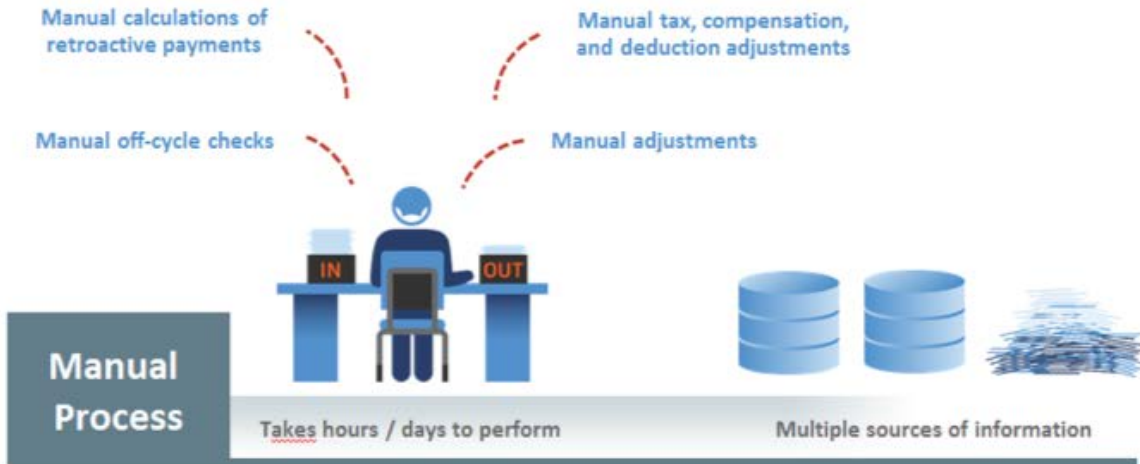 Manual calculations of
retroactive payments
Manual tax, compensation,
and deduction adjustments
Manual off-cycle checks
Manual adjustments
IN
OUT
Manual
Process
Takes hours / days to perform
Multiple sources of information